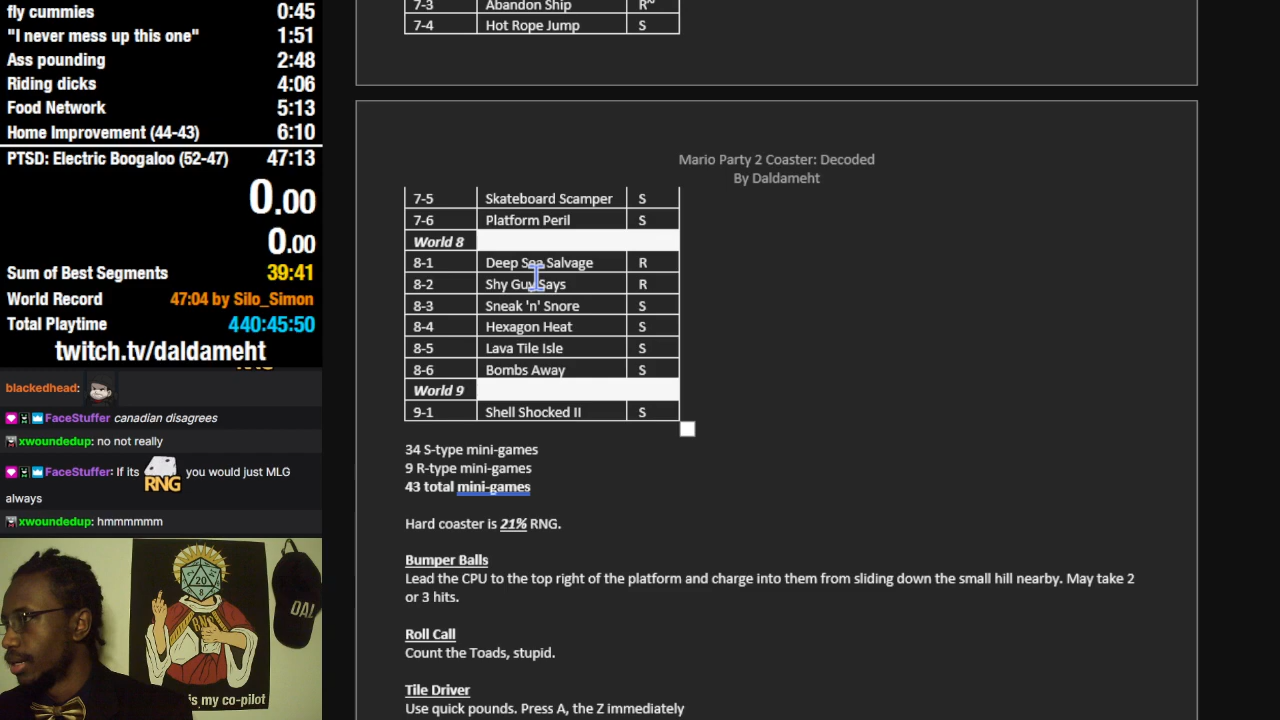 fly cummies 0:45
"I never mess up this one" 1:51
Ass pounding 2:48
Riding dicks 4:06
Food Network 5:13
Home Improvement (44-43) 6:10
PTSD: Electric Boogaloo (52-47) 47:13
0.00
0.00
Sum of Best Segments 39:41
World Record 47:04 by Silo_Simon
Total Playtime 440:45:50
twitch.tv/daldameht
blackedhead:
FaceStuffer canadian disagrees
xwoundedup: no not really
FaceStuffer: If its RNG you would just MLG
always
xwoundedup: hmmmmmm
20
8
RNG
DAL
is my co-pilot
7-3 Abandon Ship R~
7-4 Hot Rope Jump S
Mario Party 2 Coaster: Decoded
By Daldameht
7-5 Skateboard Scamper S
7-6 Platform Peril S
World 8
8-1 Deep Sea Salvage R
8-2 Shy Guy Says R
8-3 Sneak 'n' Snore S
8-4 Hexagon Heat S
8-5 Lava Tile Isle S
8-6 Bombs Away S
World 9
9-1 Shell Shocked II S
34 S-type mini-games
9 R-type mini-games
43 total mini-games
Hard coaster is 21% RNG.
Bumper Balls
Lead the CPU to the top right of the platform and charge into them from sliding down the small hill nearby. May take 2
or 3 hits.
Roll Call
Count the Toads, stupid.
Tile Driver
Use quick pounds. Press A, the Z immediately